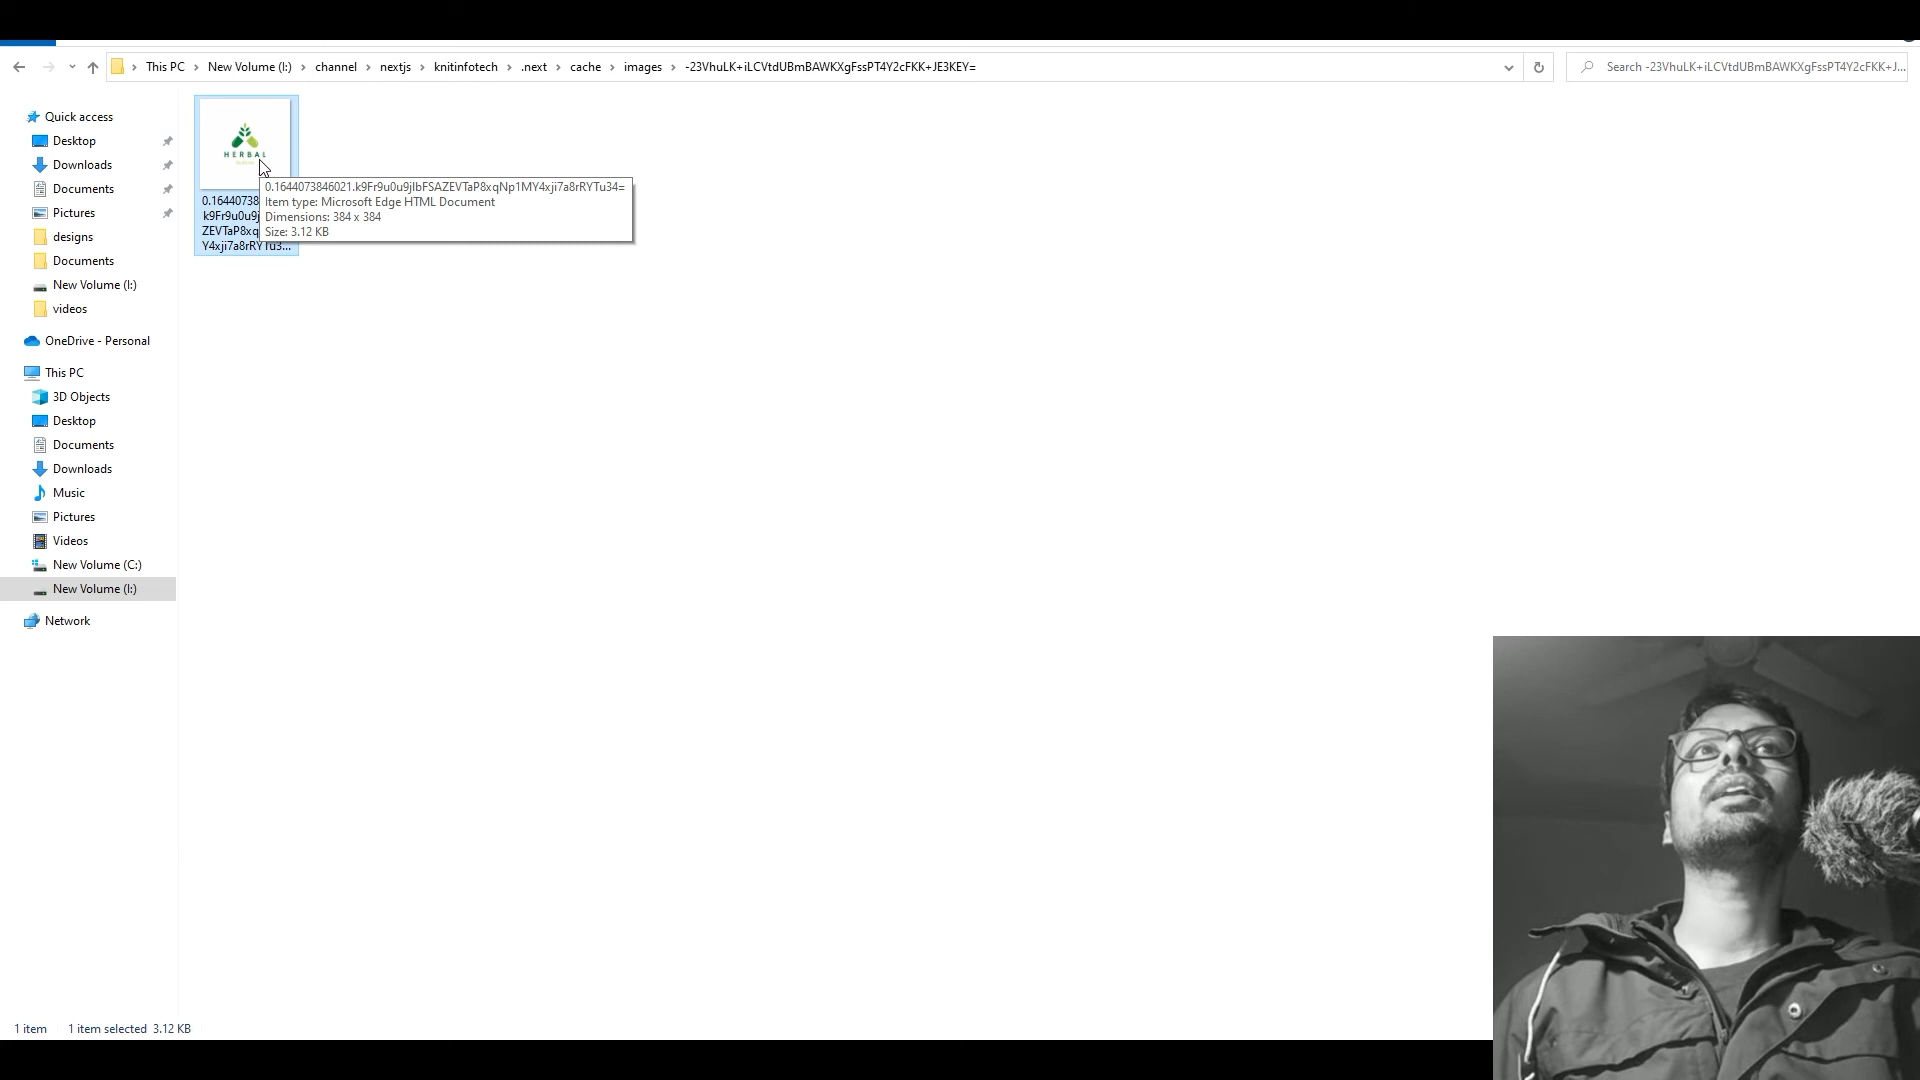 This PC > New Volume (I:) > channel > nextjs > knitinfotech > .next > cache > images > -23VhuLK+iLCVtdUBmBAWKXgFssPT4Y2cFKK+JE3KEY=
Search -23VhuLK+iLCVtdUBmBAWKXgFssPT4Y2cFKK+J...
Quick access
Desktop
Downloads
Documents
Pictures
designs
Documents
New Volume (I:)
videos
OneDrive - Personal
This PC
3D Objects
Desktop
Documents
Downloads
Music
Pictures
Videos
New Volume (C:)
New Volume (I:)
Network
HERBAL
0.16440738
k9Fr9u0u9j
ZEVTaP8xq
Y4xji7a8rRYTu3...
0.1644073846021.k9Fr9u0u9jIbFSAZEVTaP8xqNp1MY4xji7a8rRYTu34=
Item type: Microsoft Edge HTML Document
Dimensions: 384 x 384
Size: 3.12 KB
1 item
1 item selected 3.12 KB